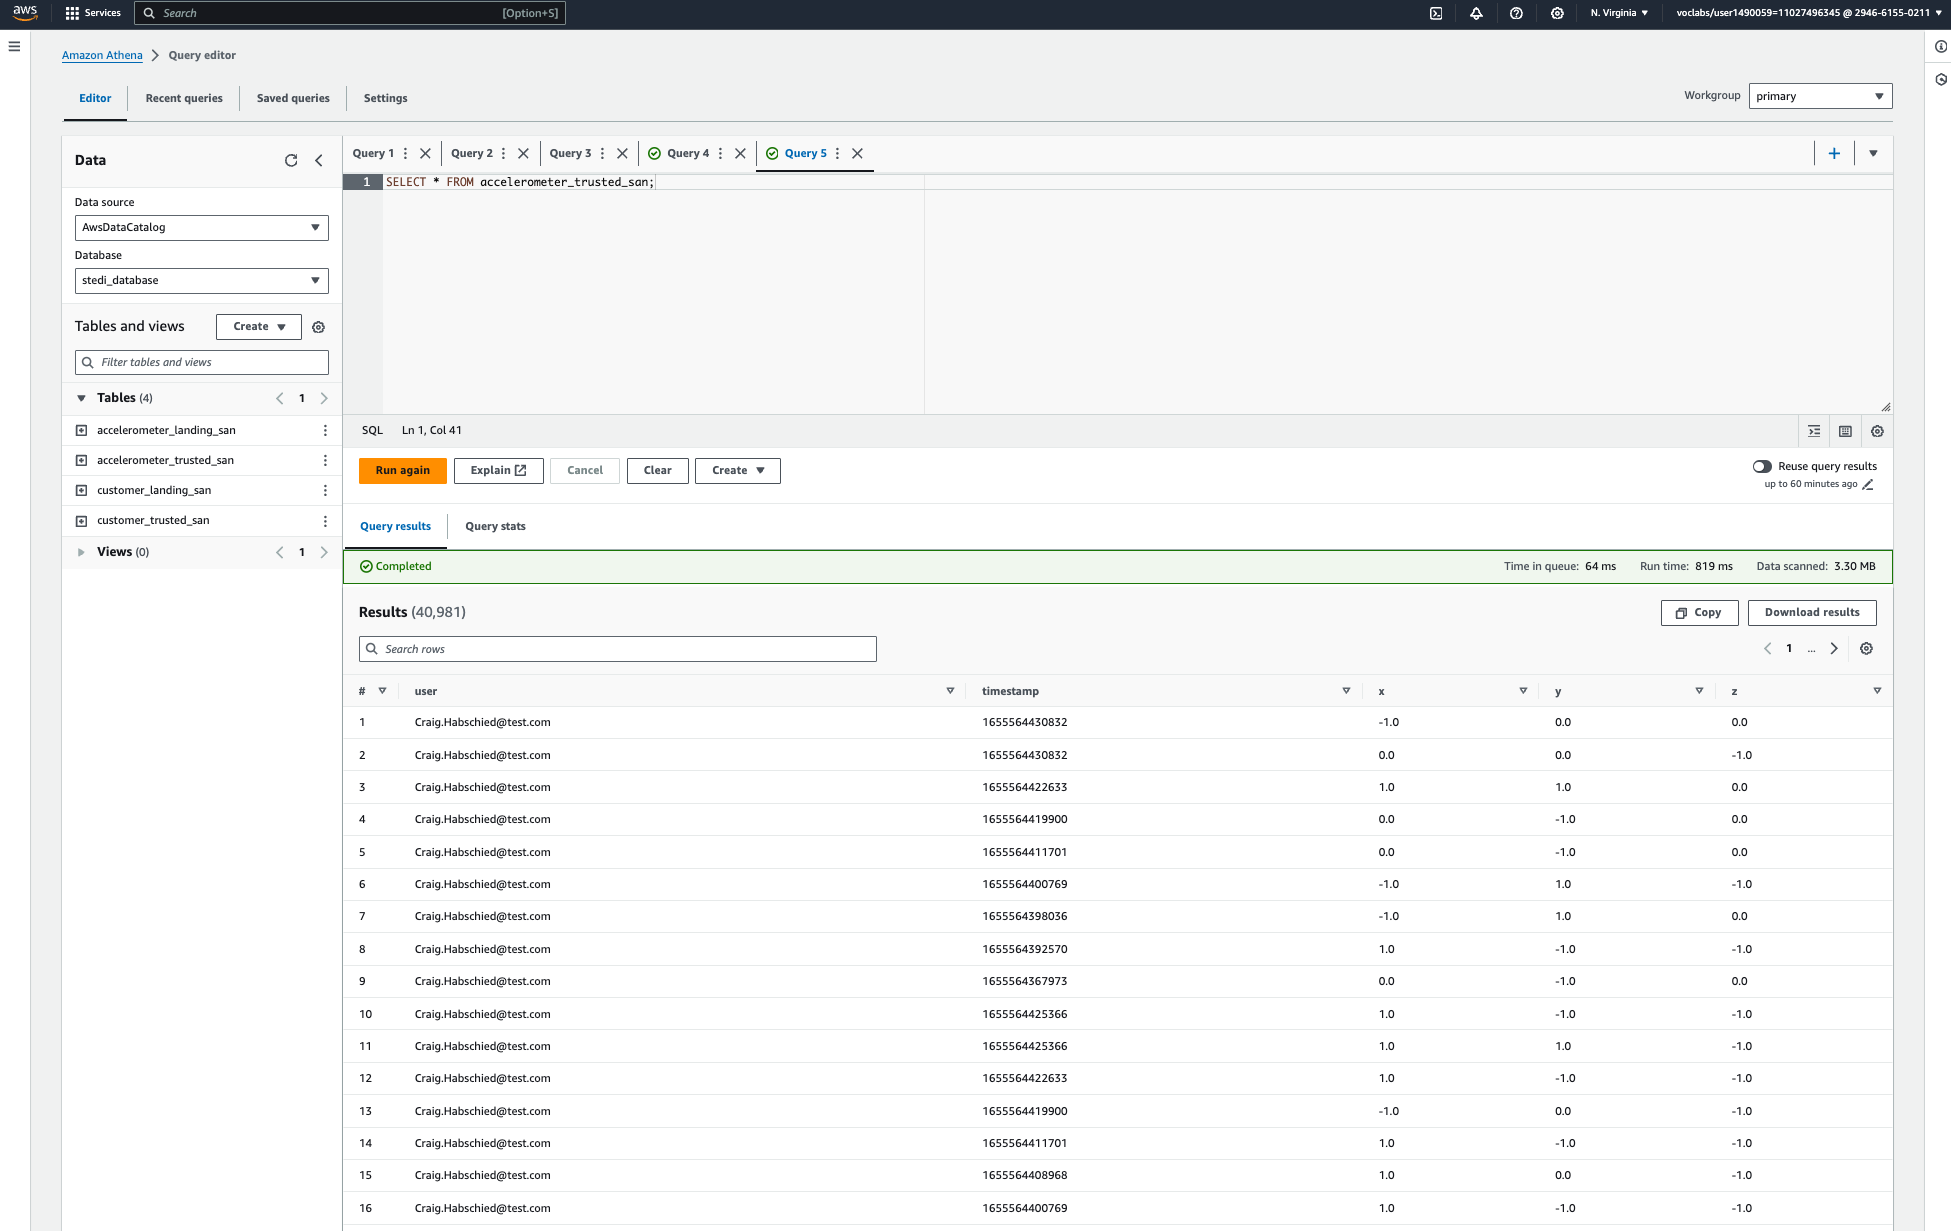 aws Services Search [Option+S] N. Virginia voclabs/user1490059=11027496345 @ 2946-6155-0211
Amazon Athena Query editor
Editor Recent queries Saved queries Settings Workgroup primary
Data
Data source
AwsDataCatalog
Database
stedi_database
Tables and views Create
Filter tables and views
Tables (4) 1
accelerometer_landing_san
accelerometer_trusted_san
customer_landing_san
customer_trusted_san
Views (0) 1
Query 1 Query 2 Query 3 Query 4 Query 5
1 SELECT * FROM accelerometer_trusted_san;
SQL Ln 1, Col 41
Run again Explain Cancel Clear Create Reuse query results
up to 60 minutes ago
Query results Query stats
Completed Time in queue: 64 ms Run time: 819 ms Data scanned: 3.30 MB
Results (40,981) Copy Download results
Search rows 1 ...
# user timestamp x y z
1 Craig.Habschied@test.com 1655564430832 -1.0 0.0 0.0
2 Craig.Habschied@test.com 1655564430832 0.0 0.0 -1.0
3 Craig.Habschied@test.com 1655564422633 1.0 1.0 0.0
4 Craig.Habschied@test.com 1655564419900 0.0 -1.0 0.0
5 Craig.Habschied@test.com 1655564411701 0.0 -1.0 0.0
6 Craig.Habschied@test.com 1655564400769 -1.0 1.0 -1.0
7 Craig.Habschied@test.com 1655564398036 -1.0 1.0 0.0
8 Craig.Habschied@test.com 1655564392570 1.0 -1.0 -1.0
9 Craig.Habschied@test.com 1655564367973 0.0 -1.0 0.0
10 Craig.Habschied@test.com 1655564425366 1.0 -1.0 -1.0
11 Craig.Habschied@test.com 1655564425366 1.0 1.0 -1.0
12 Craig.Habschied@test.com 1655564422633 1.0 -1.0 -1.0
13 Craig.Habschied@test.com 1655564419900 -1.0 0.0 -1.0
14 Craig.Habschied@test.com 1655564411701 1.0 -1.0 -1.0
15 Craig.Habschied@test.com 1655564408968 1.0 0.0 -1.0
16 Craig.Habschied@test.com 1655564400769 1.0 -1.0 -1.0